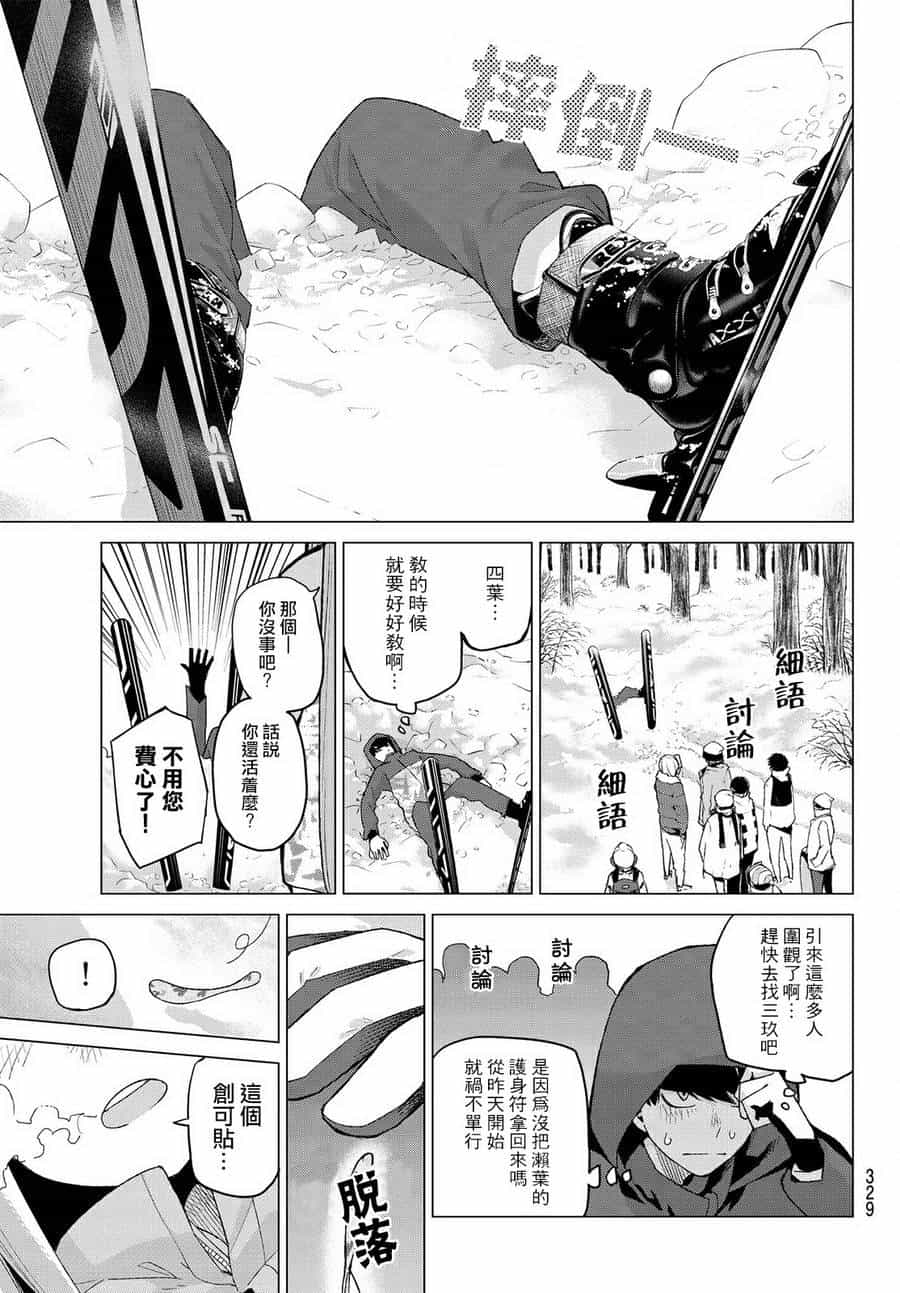 摔倒—
SE
F
AXXE
細語
討論
細語
四葉…
教的時候
就要好好教啊…
那個—
你沒事吧？
話説
你還活着麼？
不用您
費心了！
引來這麼多人
圍觀了啊…
趕快去找三玖吧
討論
討論
是因為沒把瀨葉的
護身符拿回來嗎
從昨天開始
就禍不單行
脫落
！
這個
創可貼…
329